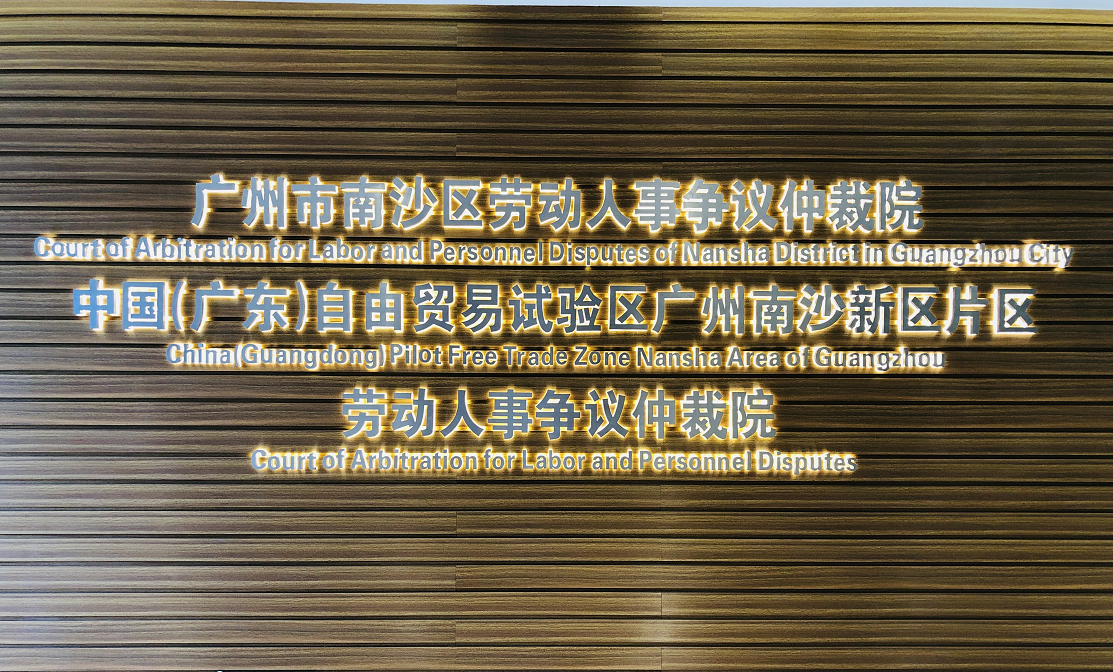 广州市南沙区劳动人事争议仲裁院
Court of Arbitration for Labor and Personnel Disputes of Nansha District in Guangzhou City
中国(广东)自由贸易试验区广州南沙新区片区
China(Guangdong)Pilot Free Trade Zone Nansha Area of Guangzhou
劳动人事争议仲裁院
Court of Arbitration for Labor and Personnel Disputes